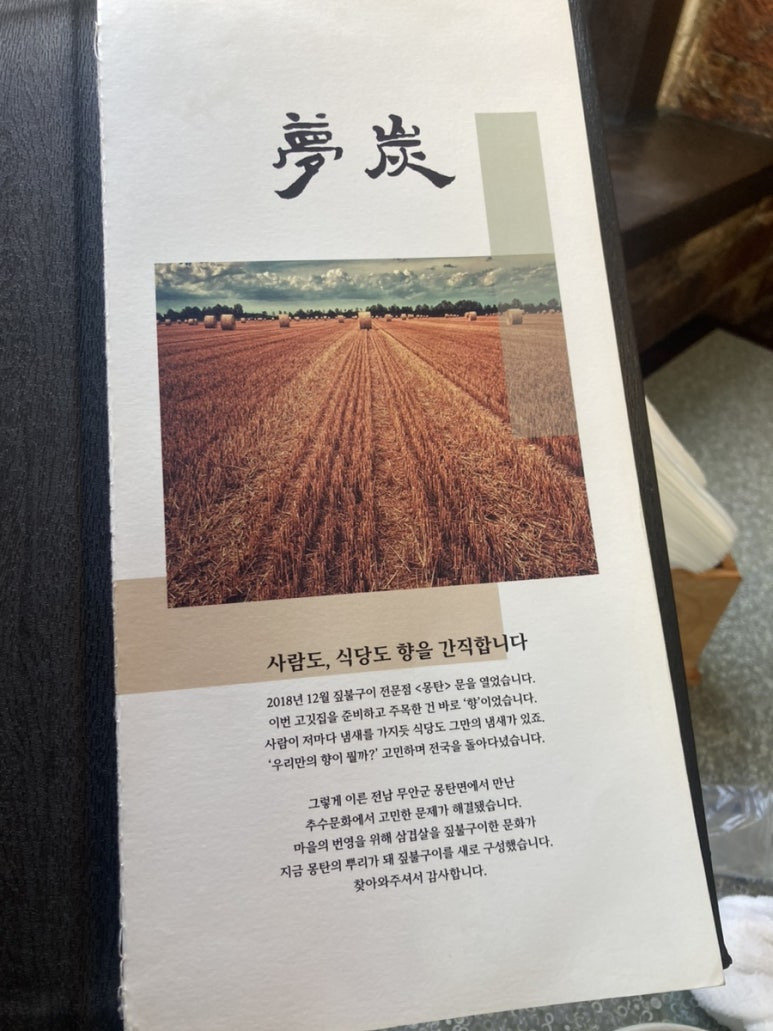 夢炭
사람도, 식당도 향을 간직합니다
2018년 12월 짚불구이 전문점 <몽탄> 문을 열었습니다.
이번 고깃집을 준비하고 주목한 건 바로 ‘향’이었습니다.
사람이 저마다 냄새를 가지듯 식당도 그만의 냄새가 있죠.
‘우리만의 향이 뭘까?’ 고민하며 전국을 돌아다녔습니다.
그렇게 이른 전남 무안군 몽탄면에서 만난
추수문화에서 고민한 문제가 해결됐습니다.
마을의 번영을 위해 삼겹살을 짚불구이한 문화가
지금 몽탄의 뿌리가 돼 짚불구이를 새로 구성했습니다.
찾아와주셔서 감사합니다.